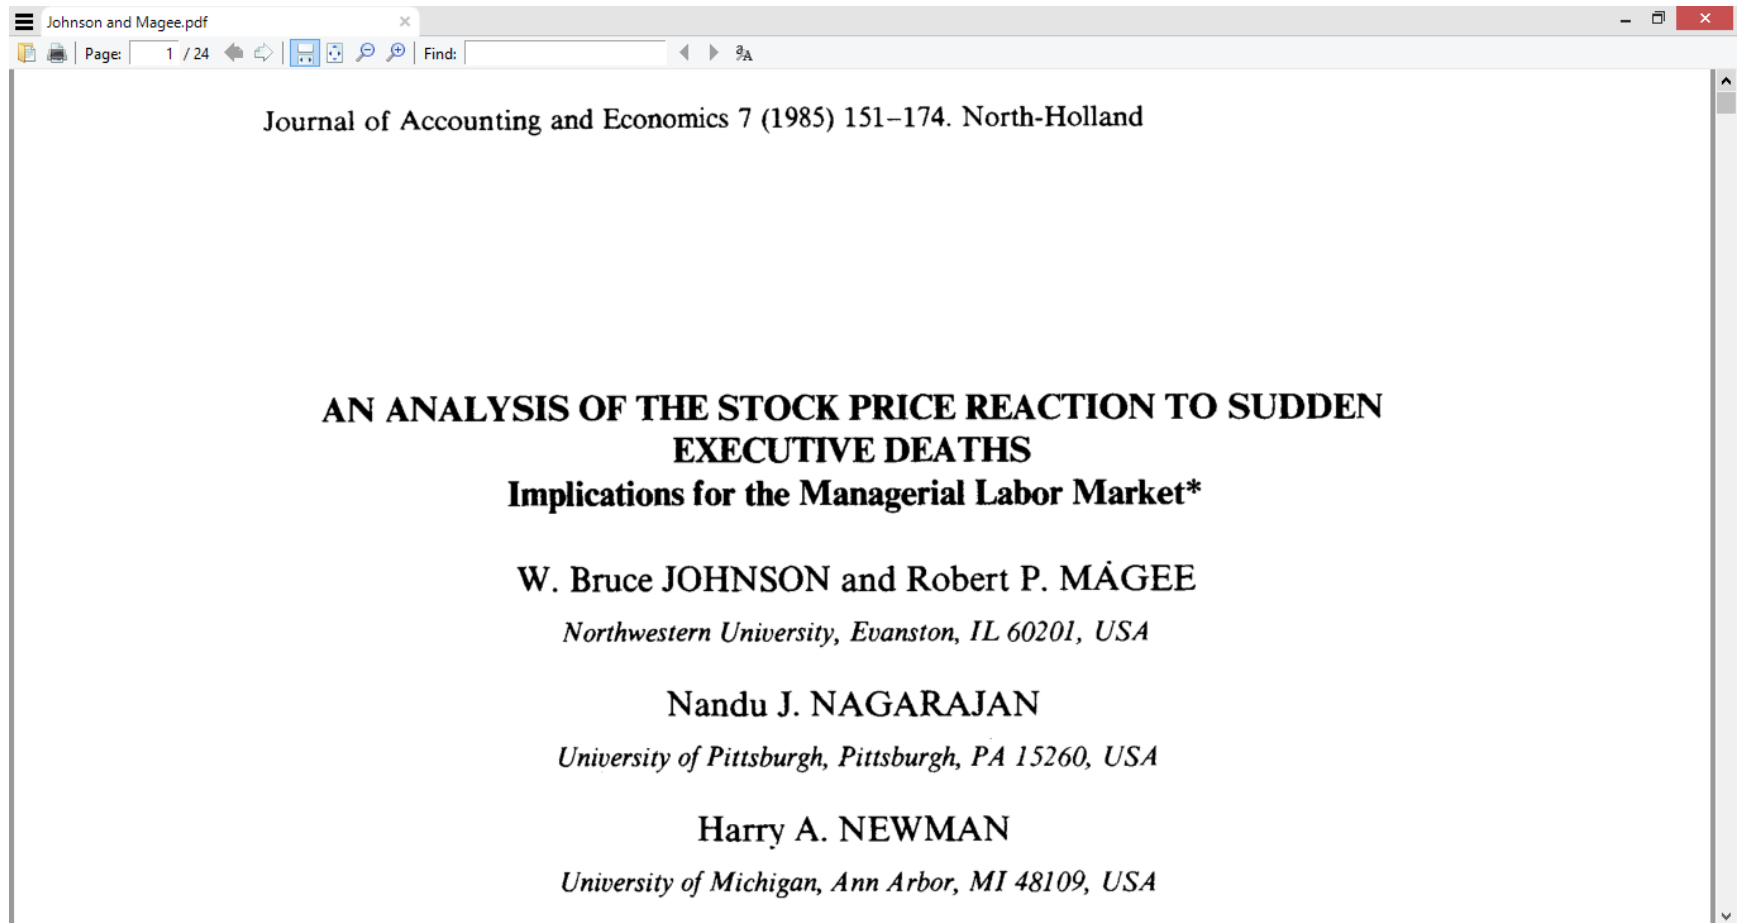 Johnson and Magee.pdf
Page: 1 / 24 Find:
Journal of Accounting and Economics 7 (1985) 151–174. North-Holland
AN ANALYSIS OF THE STOCK PRICE REACTION TO SUDDEN
EXECUTIVE DEATHS
Implications for the Managerial Labor Market*
W. Bruce JOHNSON and Robert P. MAGEE
Northwestern University, Evanston, IL 60201, USA
Nandu J. NAGARAJAN
University of Pittsburgh, Pittsburgh, PA 15260, USA
Harry A. NEWMAN
University of Michigan, Ann Arbor, MI 48109, USA